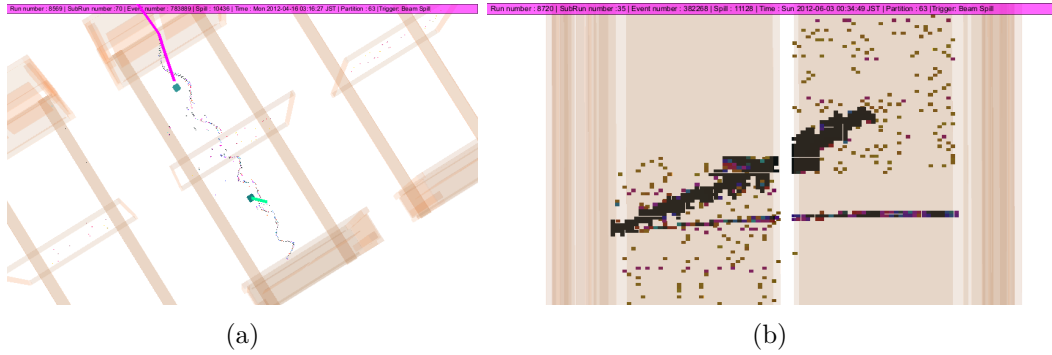 Run number : 8569 | SubRun number :70 | Event number : 783889 | Spill : 10436 | Time : Mon 2012-04-16 03:16:27 JST | Partition : 63 |Trigger: Beam Spill
Run number : 8720 | SubRun number :35 | Event number : 382268 | Spill : 11128 | Time : Sun 2012-06-03 00:34:49 JST | Partition : 63 |Trigger: Beam Spill
(a)
(b)